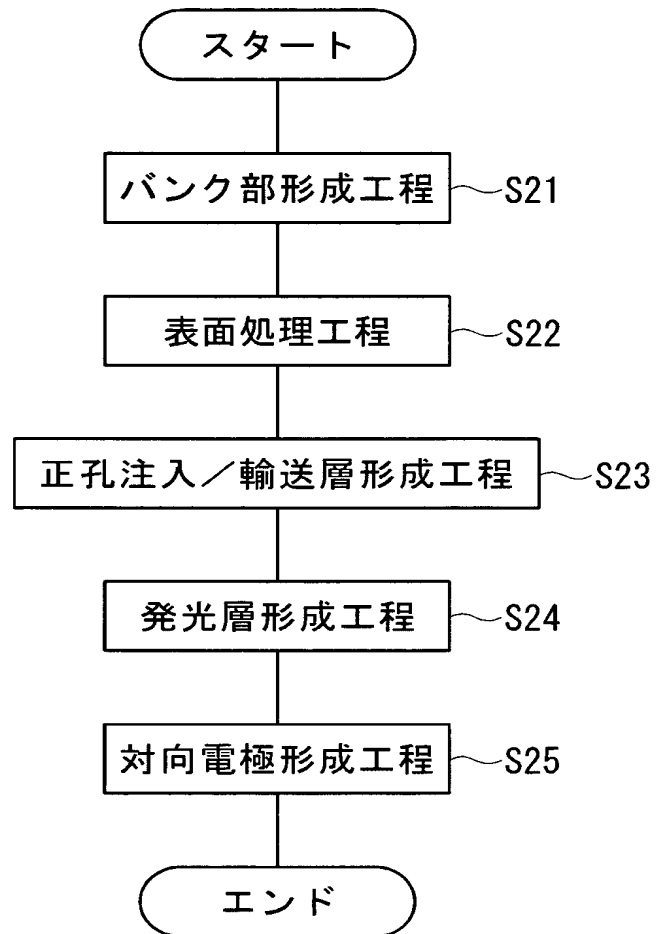 スタート
バンク部形成工程 S21
表面処理工程 S22
正孔注入／輸送層形成工程 S23
発光層形成工程 S24
対向電極形成工程 S25
エンド